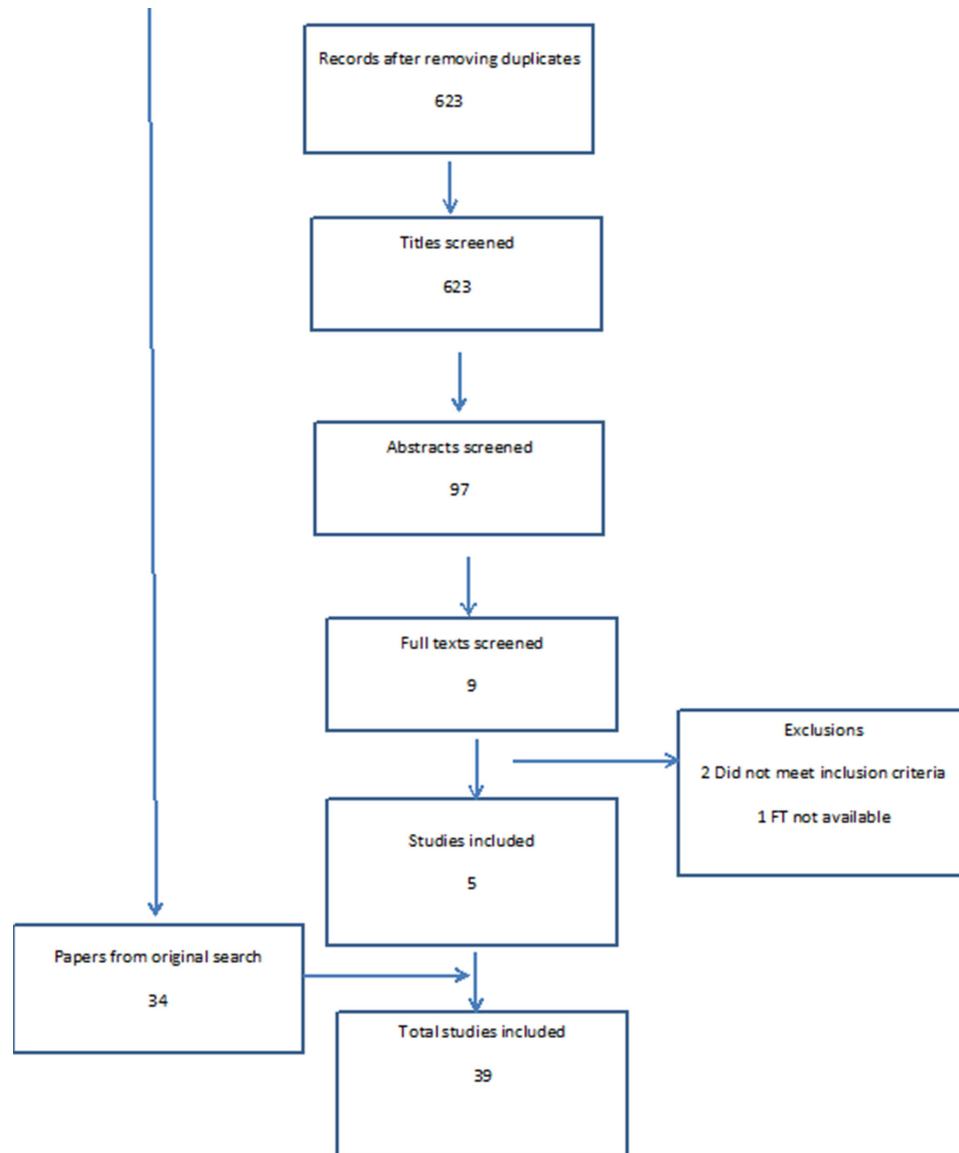 Records after removing duplicates
623
Titles screened
623
Abstracts screened
97
Full texts screened
9
Exclusions
2 Did not meet inclusion criteria
1 FT not available
Studies included
5
Papers from original search
34
Total studies included
39